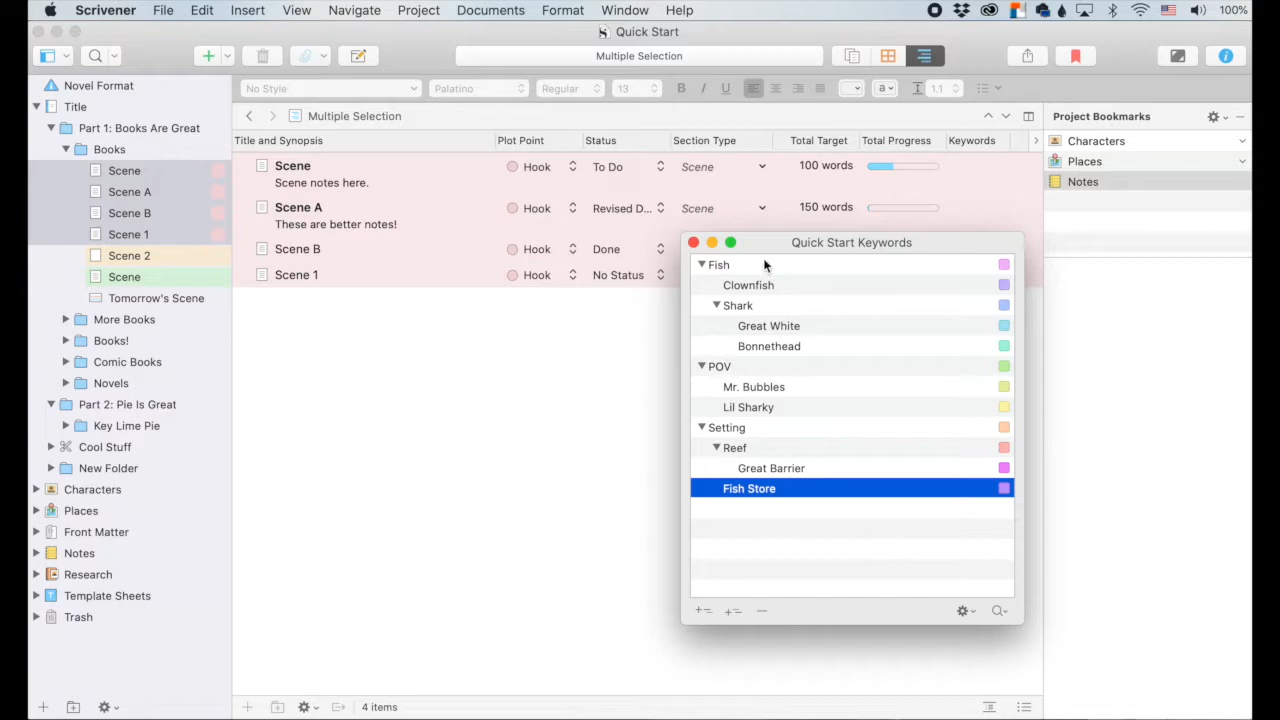 Scrivener File Edit Insert View Navigate Project Documents Format Window Help 100%
Quick Start
Multiple Selection
No Style Palatino Regular 13 B I U a 1.1
Novel Format
Title
Part 1: Books Are Great
Books
Scene
Scene A
Scene B
Scene 1
Scene 2
Scene
Tomorrow's Scene
More Books
Books!
Comic Books
Novels
Part 2: Pie Is Great
Key Lime Pie
Cool Stuff
New Folder
Characters
Places
Front Matter
Notes
Research
Template Sheets
Trash
Multiple Selection
Title and Synopsis Plot Point Status Section Type Total Target Total Progress Keywords
Scene Hook To Do Scene 100 words
Scene notes here.
Scene A Hook Revised D... Scene 150 words
These are better notes!
Scene B Hook Done
Scene 1 Hook No Status
4 items
Quick Start Keywords
Fish
Clownfish
Shark
Great White
Bonnethead
POV
Mr. Bubbles
Lil Sharky
Setting
Reef
Great Barrier
Fish Store
Project Bookmarks
Characters
Places
Notes